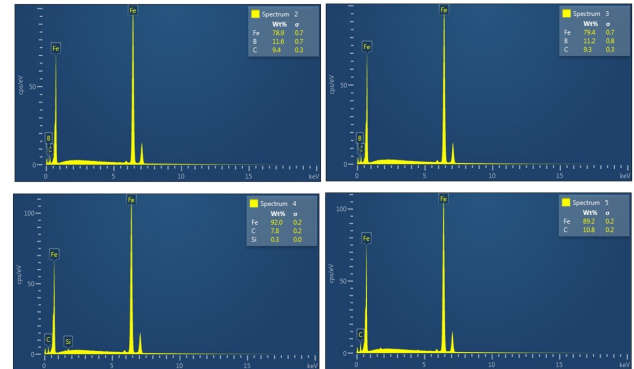 Spectrum 2
Wt% σ
Fe 78.9 0.7
B 11.6 0.7
C 9.4 0.3
Fe
Fe
B
cps/eV
50
0
0 5 10 15 keV
Spectrum 3
Wt% σ
Fe 79.4 0.7
B 11.2 0.8
C 9.3 0.3
Fe
Fe
B
cps/eV
50
0
0 5 10 15 keV
Spectrum 4
Wt% σ
Fe 92.0 0.2
C 7.8 0.2
Si 0.3 0.0
Fe
Fe
C
Si
cps/eV
100
50
0
0 5 10 15 keV
Spectrum 5
Wt% σ
Fe 89.2 0.2
C 10.8 0.2
Fe
Fe
C
cps/eV
100
50
0
0 5 10 15 keV